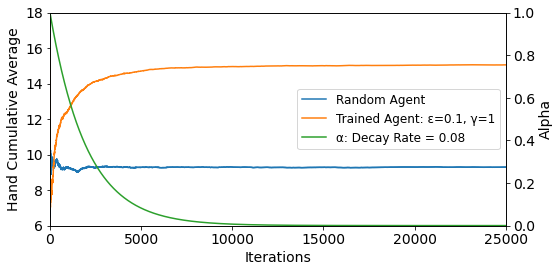 18
16
14
12
10
8
6
Hand Cumulative Average
Random Agent
Trained Agent: ε=0.1, γ=1
α: Decay Rate = 0.08
1.0
0.8
0.6
0.4
0.2
0.0
Alpha
0 5000 10000 15000 20000 25000
Iterations